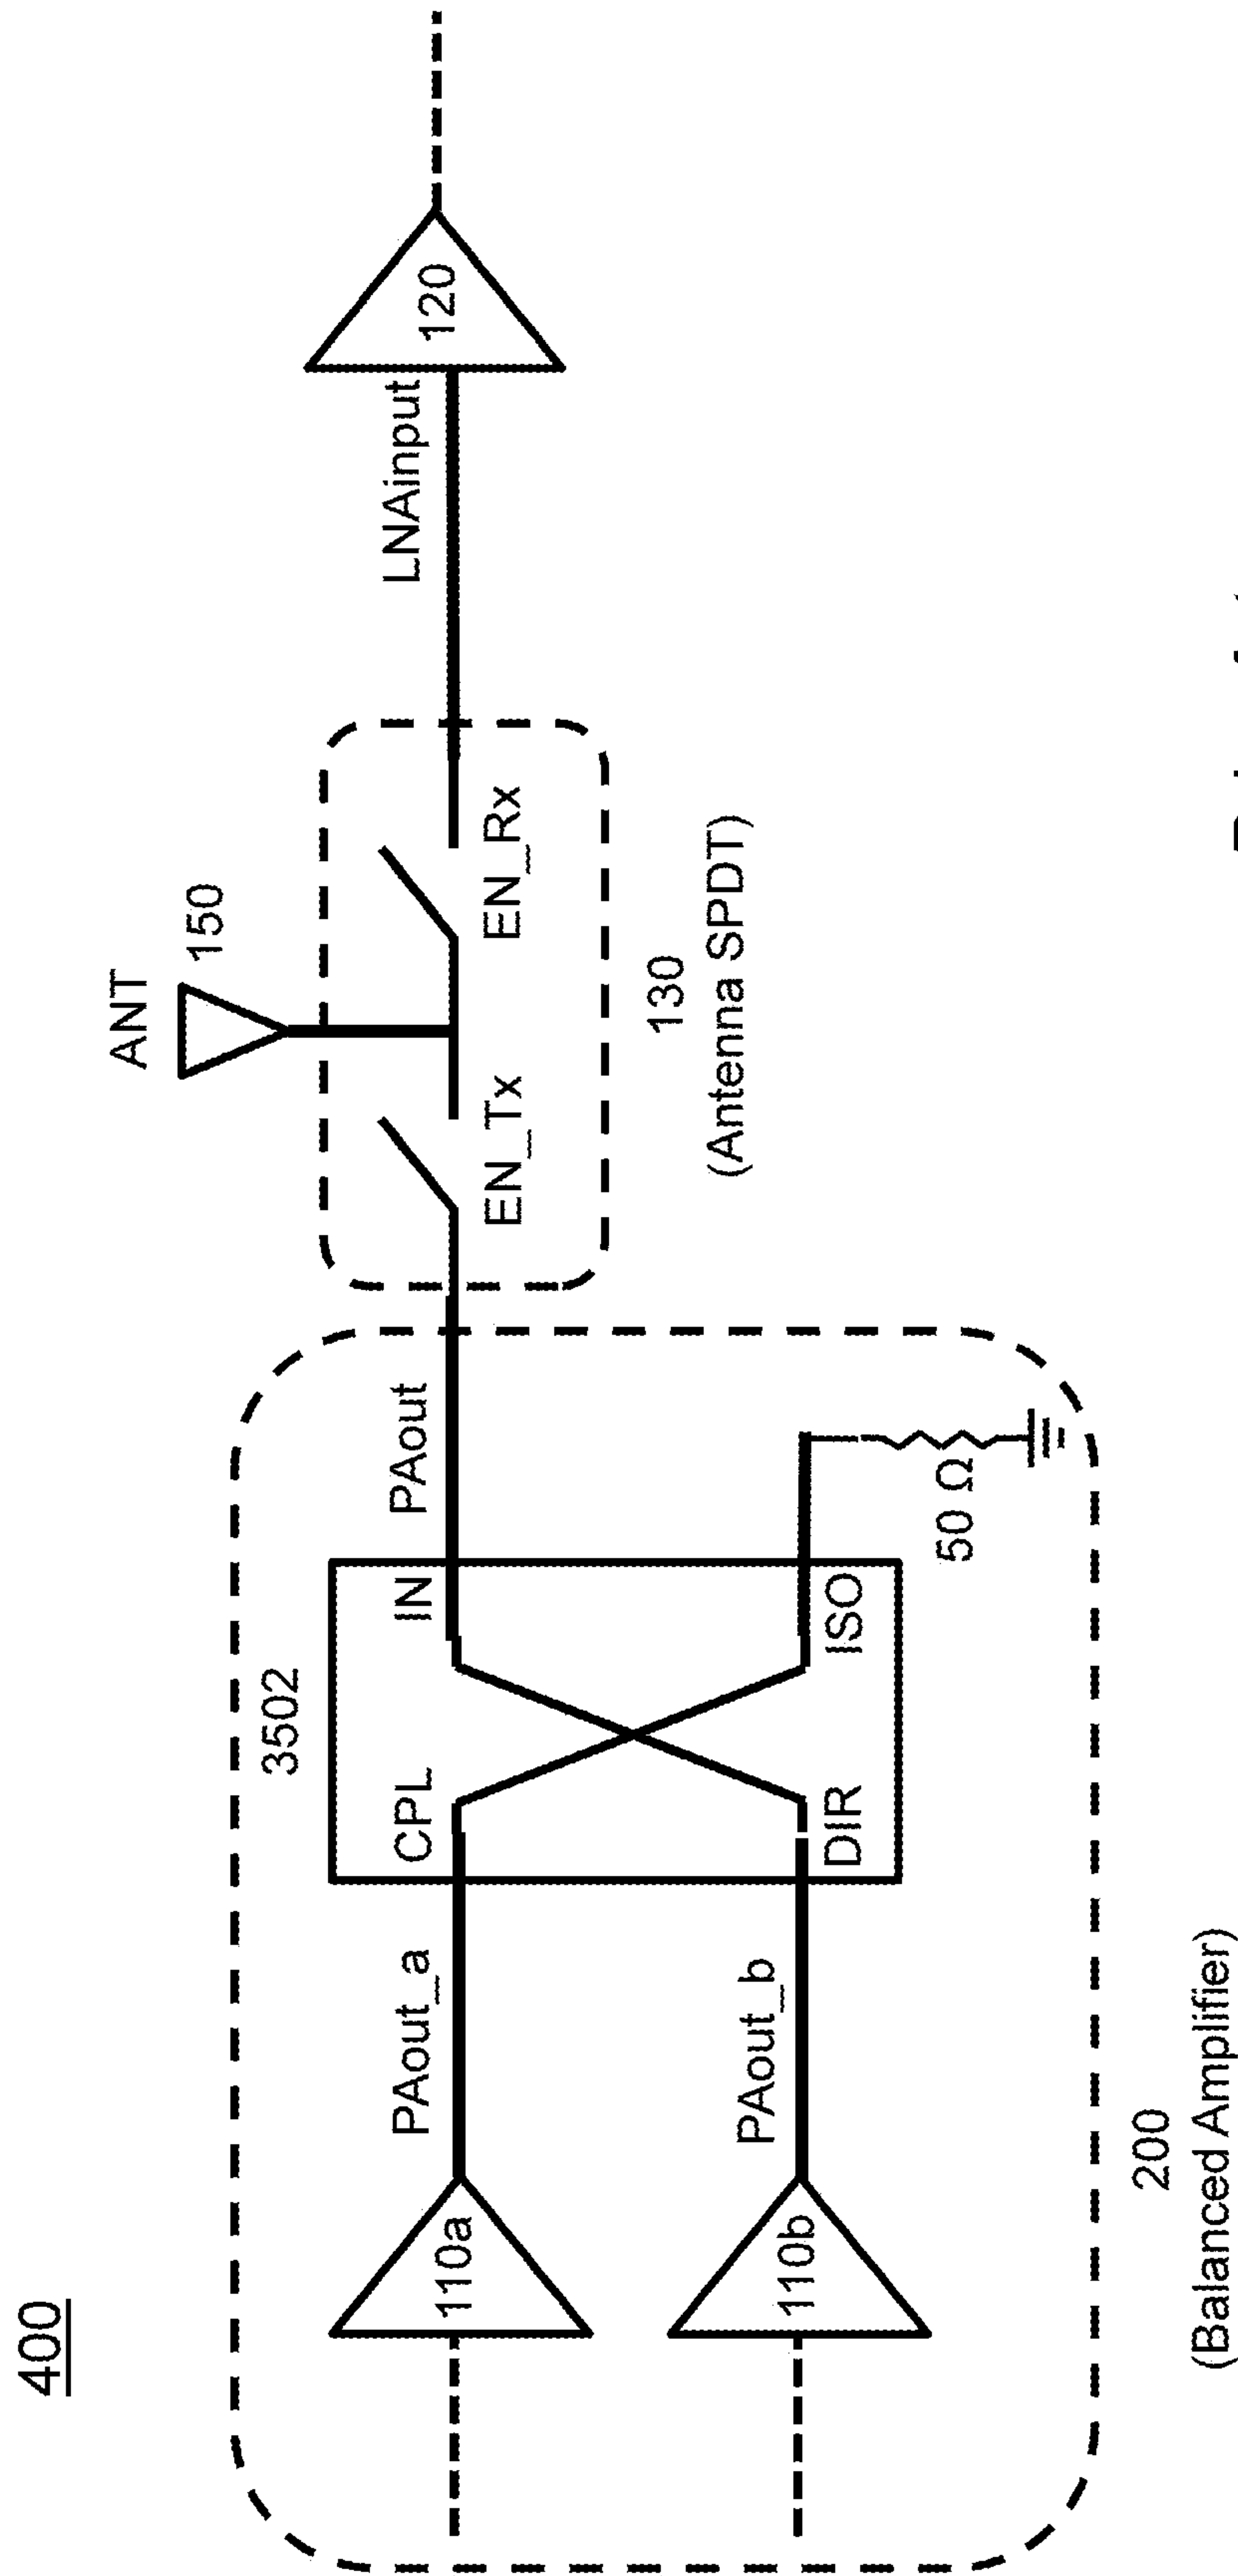 400
ANT
150
3502
CPL
IN
DIR
ISO
PAout_a
PAout_b
PAout
110a
110b
50 Ω
EN_Tx
EN_Rx
LNAinput
120
130
(Antenna SPDT)
200
(Balanced Amplifier)